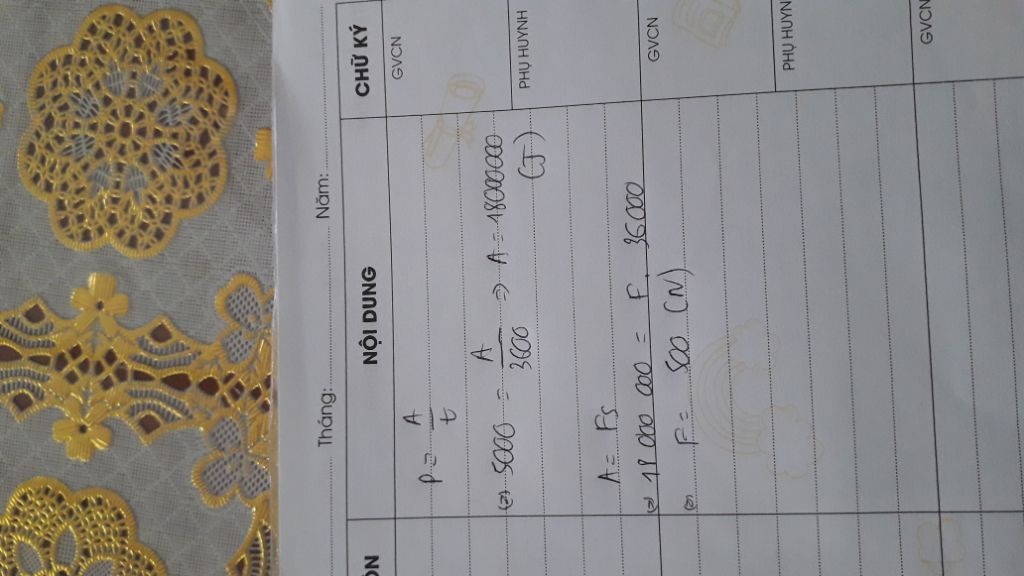 Tháng: Năm:
ÔN NỘI DUNG CHỮ KÝ
P = A/t
(=) 5000 = A/3600 => A = 18000000
(J)
A = Fs
(=) 18 000 000 = F. 36000
(=) F = 500 (N)
GVCN
PHỤ HUYNH
GVCN
PHỤ HUYNH
GVCN